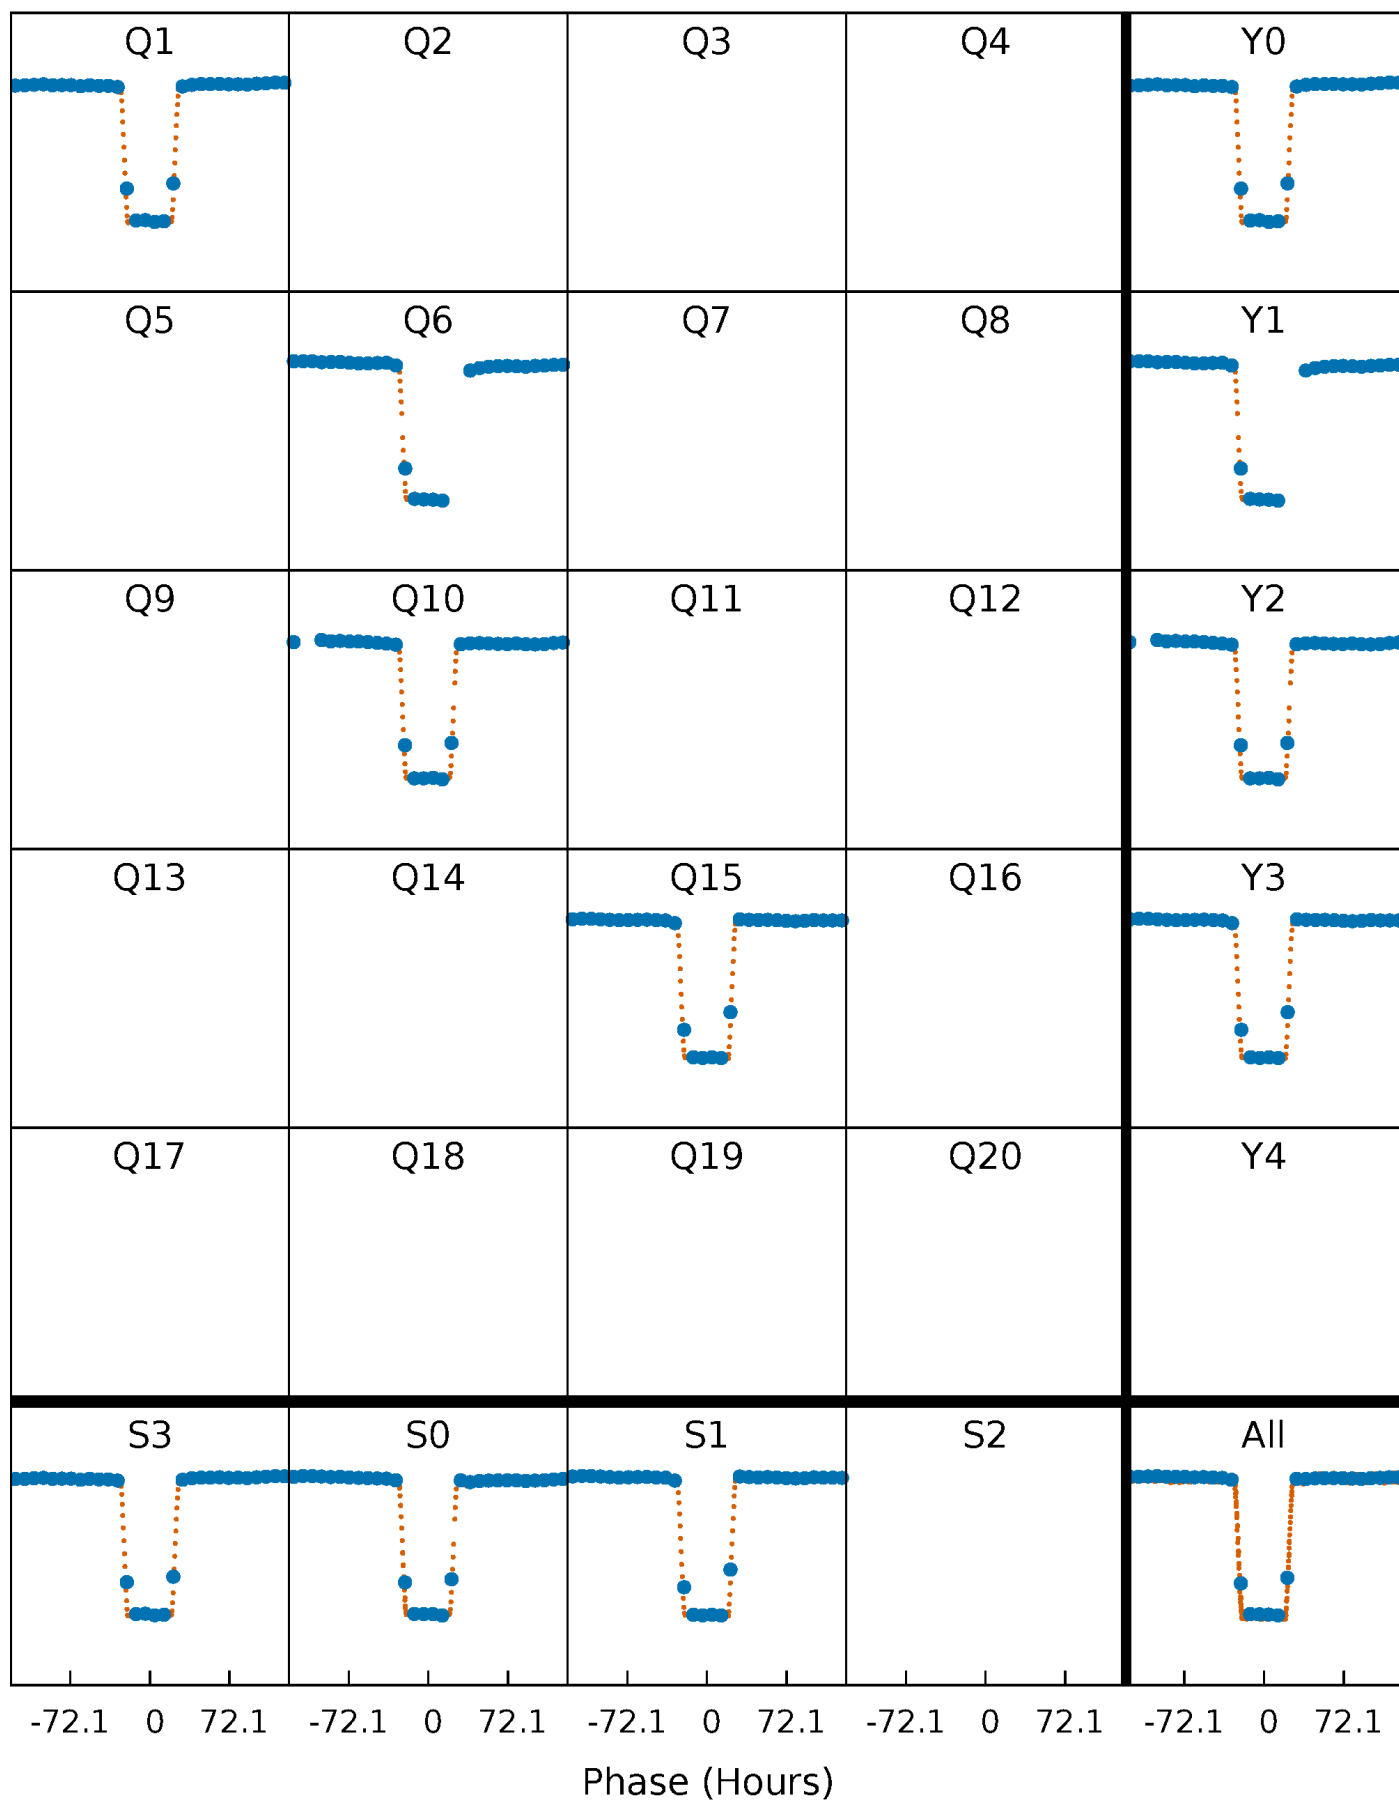 Q1 Q2 Q3 Q4 Y0
Q5 Q6 Q7 Q8 Y1
Q9 Q10 Q11 Q12 Y2
Q13 Q14 Q15 Q16 Y3
Q17 Q18 Q19 Q20 Y4
S3 S0 S1 S2 All
-72.1 0 72.1 -72.1 0 72.1 -72.1 0 72.1 -72.1 0 72.1 -72.1 0 72.1
Phase (Hours)